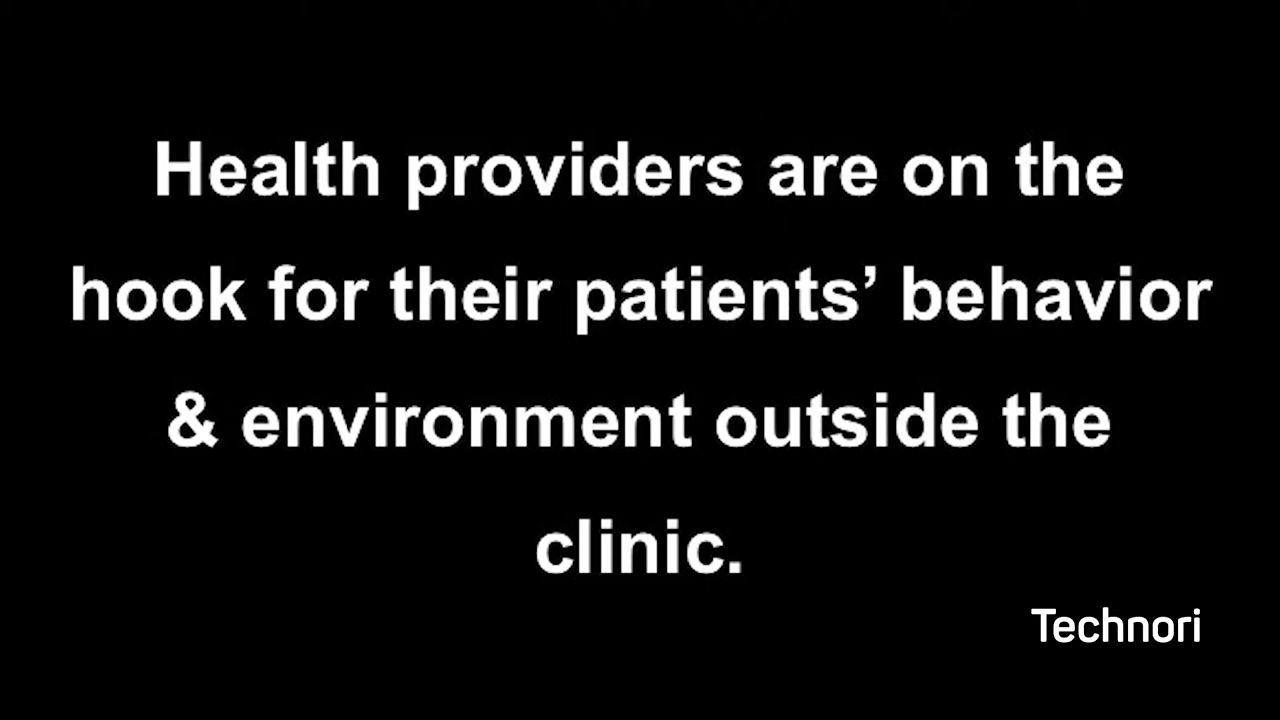 Health providers are on the
hook for their patients’ behavior
& environment outside the
clinic.
Technori